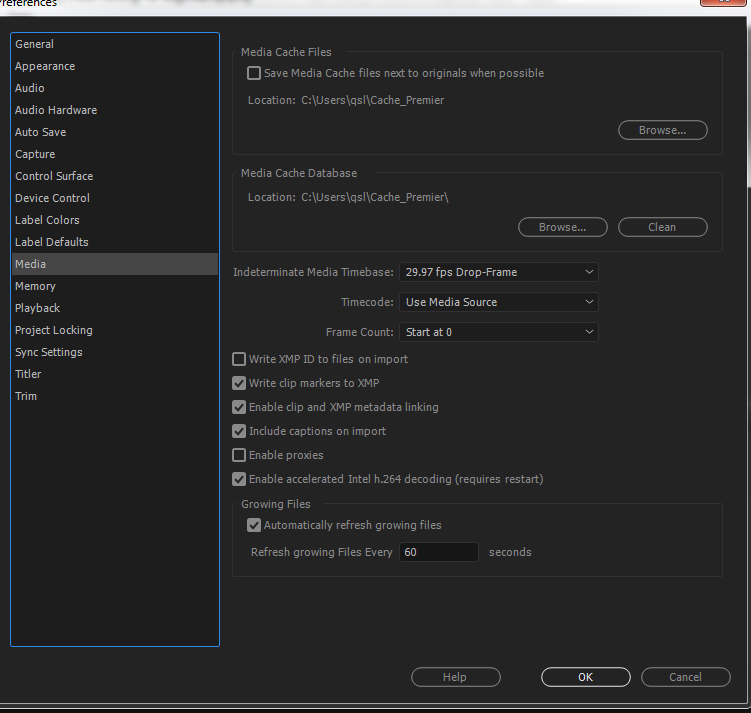 references
General
Appearance
Audio
Audio Hardware
Auto Save
Capture
Control Surface
Device Control
Label Colors
Label Defaults
Media
Memory
Playback
Project Locking
Sync Settings
Titler
Trim
Media Cache Files
Save Media Cache files next to originals when possible
Location: C:\Users\qsl\Cache_Premier
Browse...
Media Cache Database
Location: C:\Users\qsl\Cache_Premier\
Browse... Clean
Indeterminate Media Timebase: 29.97 fps Drop-Frame
Timecode: Use Media Source
Frame Count: Start at 0
Write XMP ID to files on import
Write clip markers to XMP
Enable clip and XMP metadata linking
Include captions on import
Enable proxies
Enable accelerated Intel h.264 decoding (requires restart)
Growing Files
Automatically refresh growing files
Refresh growing Files Every 60 seconds
Help OK Cancel